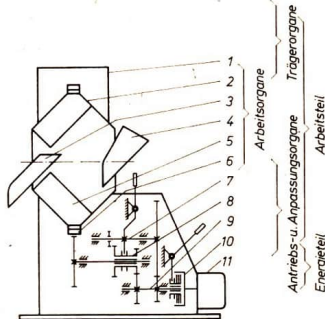 1
2
3
4
5
6
7
8
9
10
11
Arbeitsorgane
Antriebs-u. Anpassungsorgane
Trägerorgane
Energieteil
Arbeitsteil